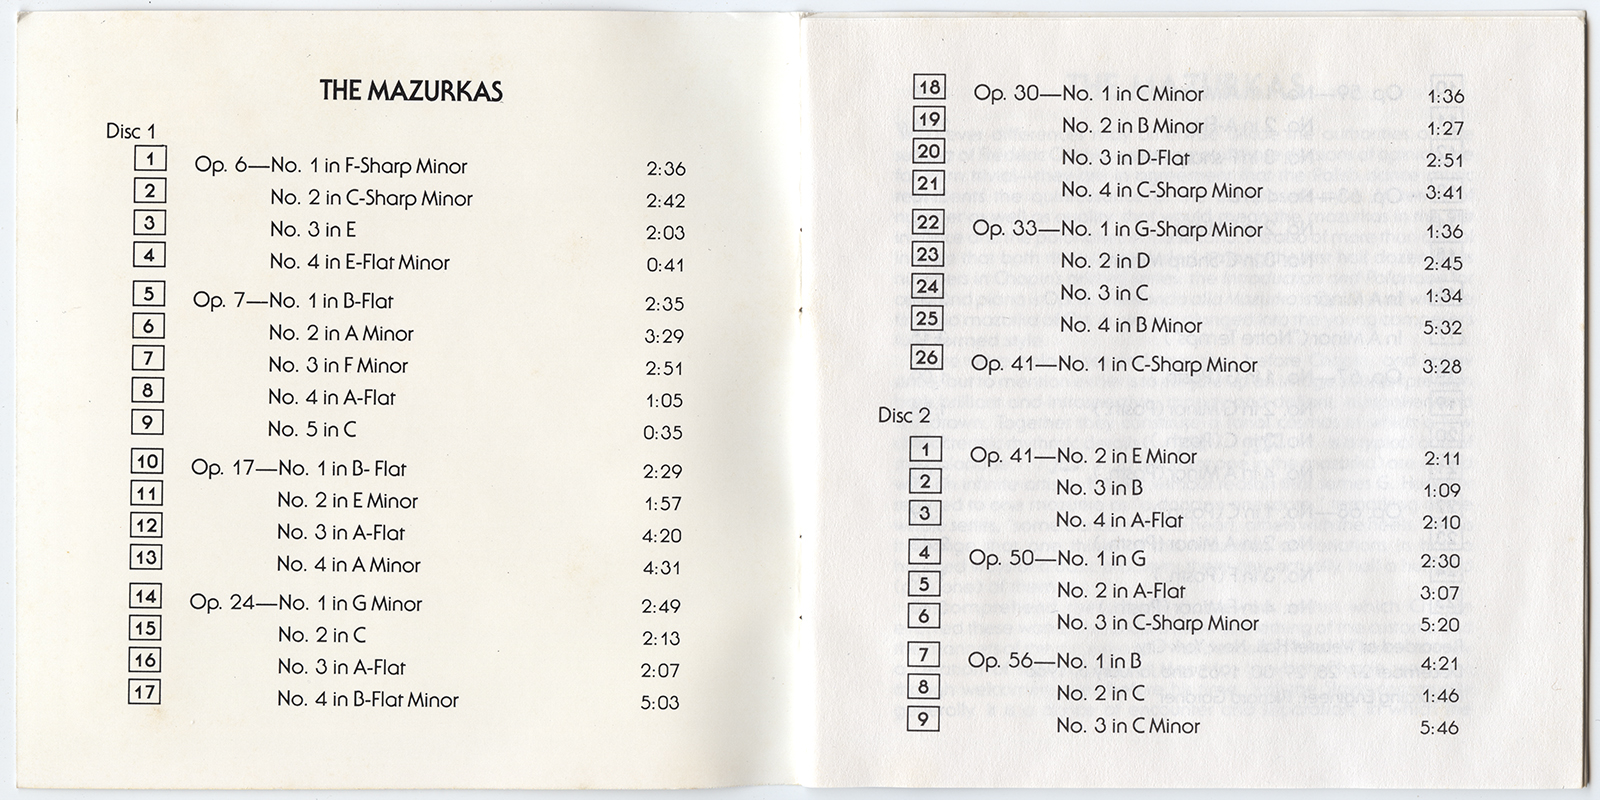 THE MAZURKAS
Disc 1
1 Op. 6—No. 1 in F-Sharp Minor 2:36
2 No. 2 in C-Sharp Minor 2:42
3 No. 3 in E 2:03
4 No. 4 in E-Flat Minor 0:41
5 Op. 7—No. 1 in B-Flat 2:35
6 No. 2 in A Minor 3:29
7 No. 3 in F Minor 2:51
8 No. 4 in A-Flat 1:05
9 No. 5 in C 0:35
10 Op. 17—No. 1 in B- Flat 2:29
11 No. 2 in E Minor 1:57
12 No. 3 in A-Flat 4:20
13 No. 4 in A Minor 4:31
14 Op. 24—No. 1 in G Minor 2:49
15 No. 2 in C 2:13
16 No. 3 in A-Flat 2:07
17 No. 4 in B-Flat Minor 5:03
18 Op. 30—No. 1 in C Minor 1:36
19 No. 2 in B Minor 1:27
20 No. 3 in D-Flat 2:51
21 No. 4 in C-Sharp Minor 3:41
22 Op. 33—No. 1 in G-Sharp Minor 1:36
23 No. 2 in D 2:45
24 No. 3 in C 1:34
25 No. 4 in B Minor 5:32
26 Op. 41—No. 1 in C-Sharp Minor 3:28
Disc 2
1 Op. 41—No. 2 in E Minor 2:11
2 No. 3 in B 1:09
3 No. 4 in A-Flat 2:10
4 Op. 50—No. 1 in G 2:30
5 No. 2 in A-Flat 3:07
6 No. 3 in C-Sharp Minor 5:20
7 Op. 56—No. 1 in B 4:21
8 No. 2 in C 1:46
9 No. 3 in C Minor 5:46